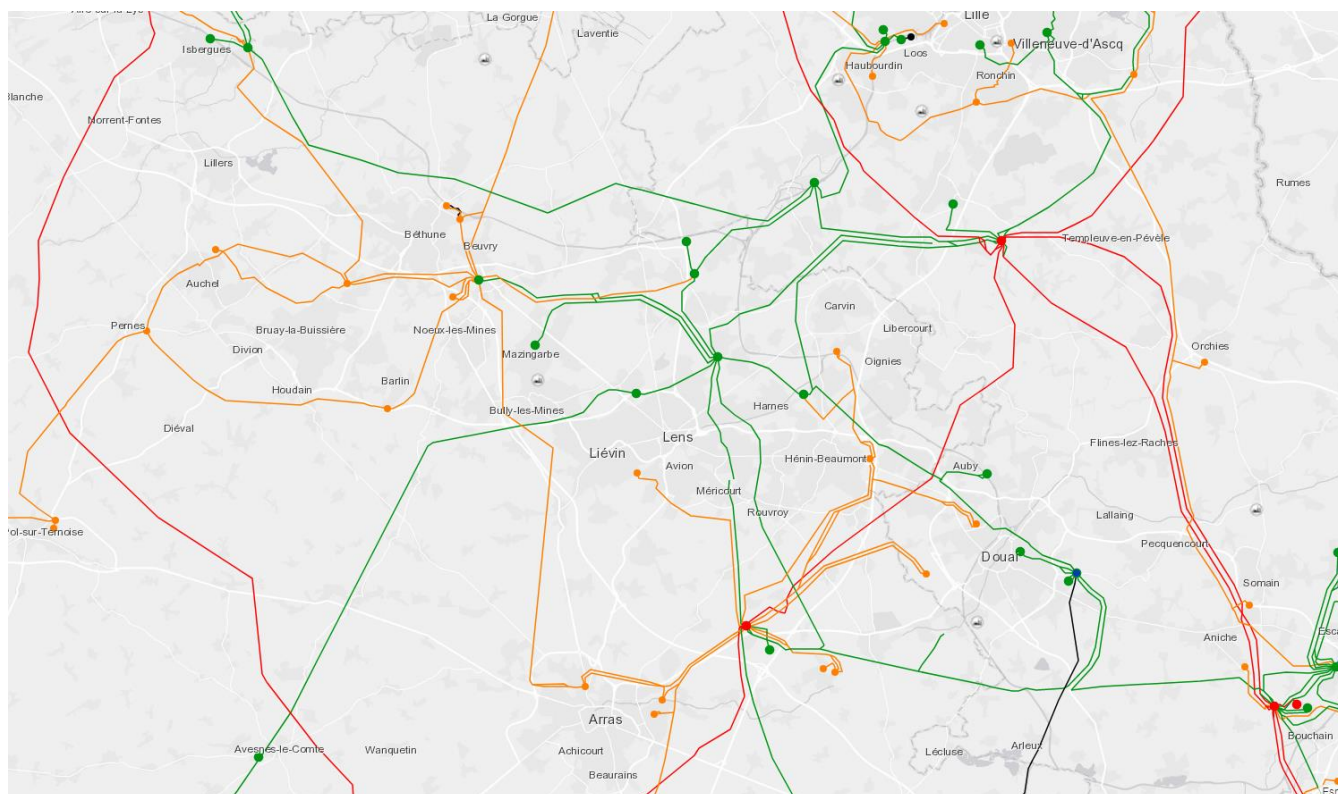 La Gorgue
Lille
Laventie
Isbergues
Villeneuve-d'Ascq
Loos
Haubourdin
Ronchin
Blanche
Norrent-Fontes
Lillers
Rumes
Béthune
Beuvry
Templeuve-en-Pévèle
Auchel
Carvin
Pernes
Bruay-la-Buissière
Noeux-les-Mines
Libercourt
Divion
Mazingarbe
Oignies
Orchies
Houdain
Barlin
Bully-les-Mines
Harnes
Diéval
Lens
Liévin
Avion
Hénin-Beaumont
Auby
Flines-lez-Raches
Méricourt
Rouvroy
Lallaing
Pol-sur-Ternoise
Pecquencourt
Douai
Somain
Aniche
Esca
Arras
Avesnes-le-Comte
Wanquetin
Achicourt
Lécluse
Arleux
Bouchain
Beaurains